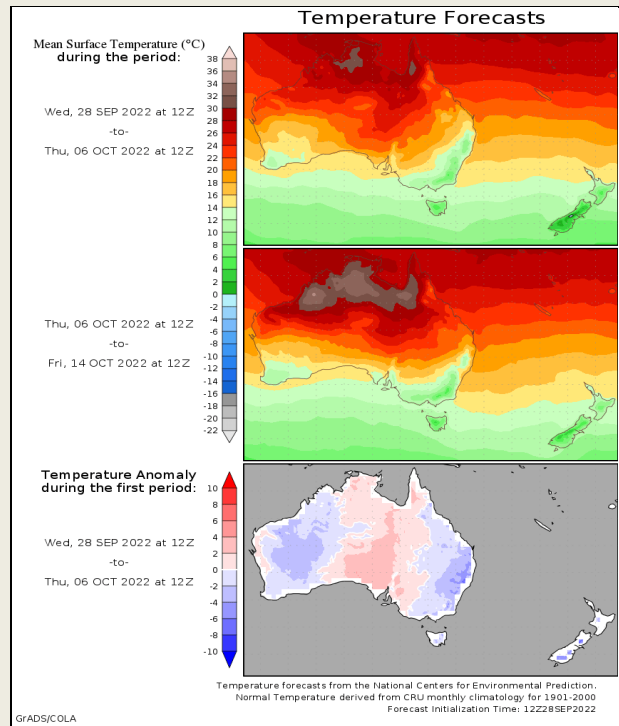 Temperature Forecasts
Mean Surface Temperature (°C)
during the period:
Wed, 28 SEP 2022 at 12Z
-to-
Thu, 06 OCT 2022 at 12Z
38
36
34
32
30
28
26
24
22
20
18
16
14
12
10
8
6
4
2
0
-2
-4
-6
-8
-10
-12
-14
-16
-18
-20
-22
Thu, 06 OCT 2022 at 12Z
-to-
Fri, 14 OCT 2022 at 12Z
Temperature Anomaly
during the first period:
Wed, 28 SEP 2022 at 12Z
-to-
Thu, 06 OCT 2022 at 12Z
10
8
6
4
2
0
-2
-4
-6
-8
-10
Temperature forecasts from the National Centers for Environmental Prediction.
Normal Temperature derived from CRU monthly climatology for 1901-2000
Forecast Initialization Time: 12Z28SEP2022
GrADS/COLA